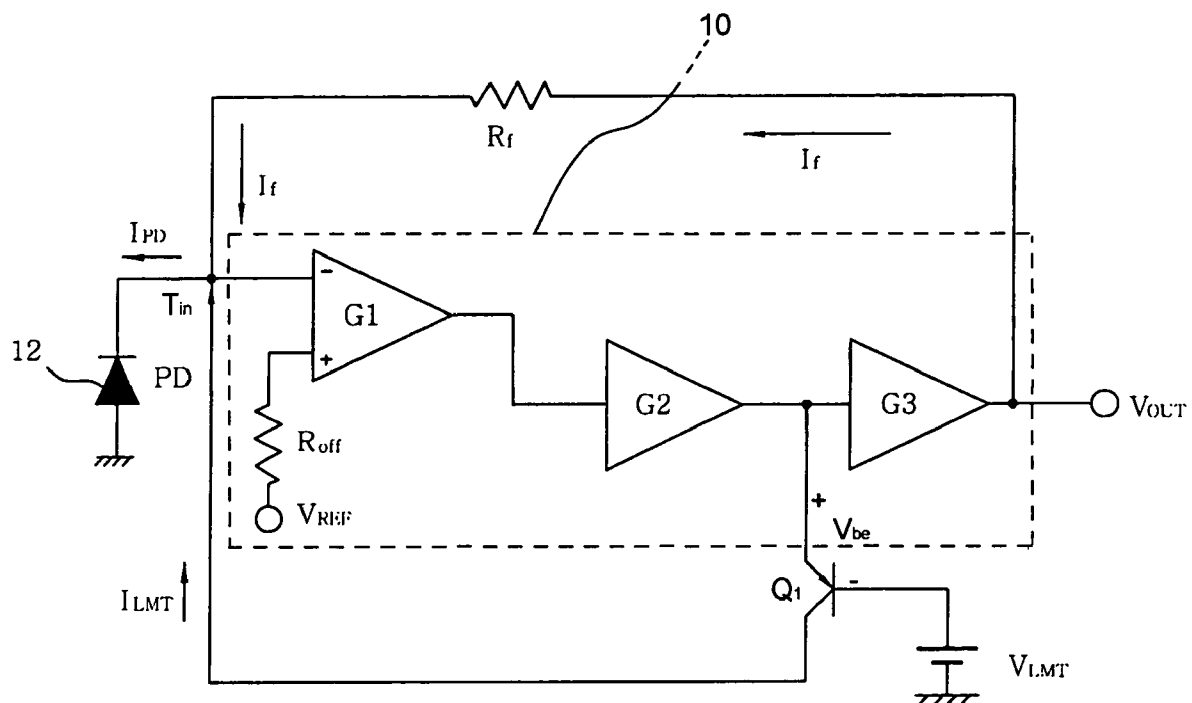 10
Rf
If
If
IPD
Tin
-
G1
+
12
PD
Roff
VREF
G2
G3
VOUT
+
Vbe
ILMT
Q1
-
VLMT